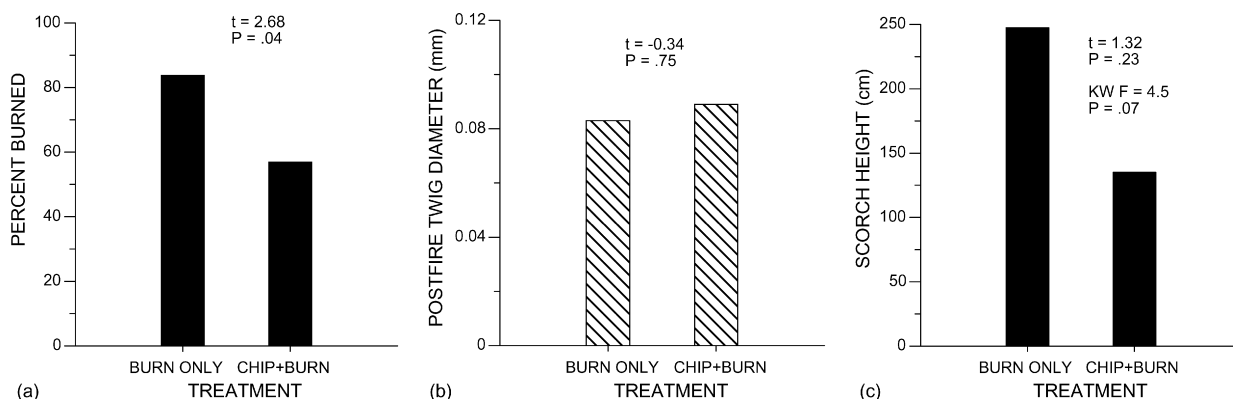 100
80
60
40
20
0
PERCENT BURNED
t = 2.68
P = .04
BURN ONLY CHIP+BURN
TREATMENT
(a)
0.12
0.08
0.04
0
POSTFIRE TWIG DIAMETER (mm)
t = -0.34
P = .75
BURN ONLY CHIP+BURN
TREATMENT
(b)
250
200
150
100
50
0
SCORCH HEIGHT (cm)
t = 1.32
P = .23
KW F = 4.5
P = .07
BURN ONLY CHIP+BURN
TREATMENT
(c)